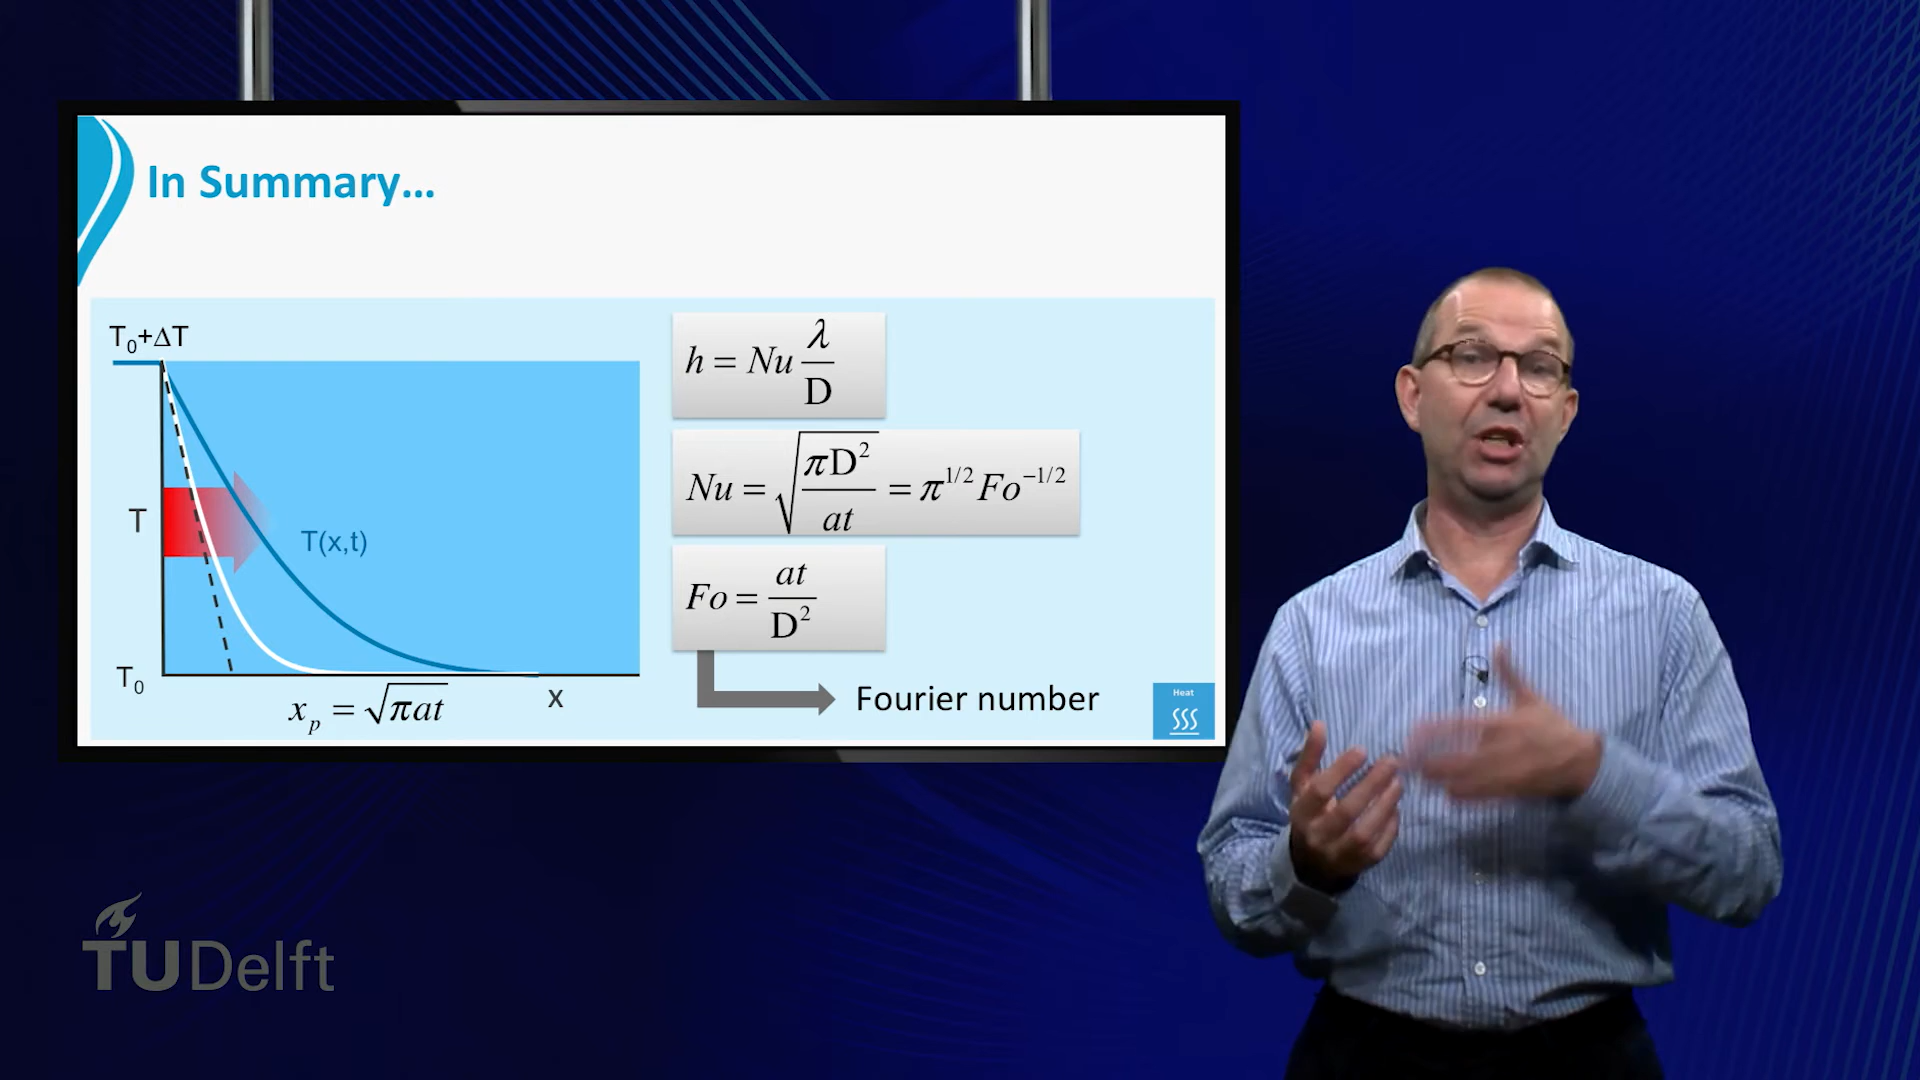 In Summary...
T₀+ΔT
T
T(x,t)
T₀
xₚ = √(πat)
x
h = Nu λ/D
Nu = √(πD²/at) = π^1/2 Fo^−1/2
Fo = at/D²
Fourier number
Heat
TUDelft